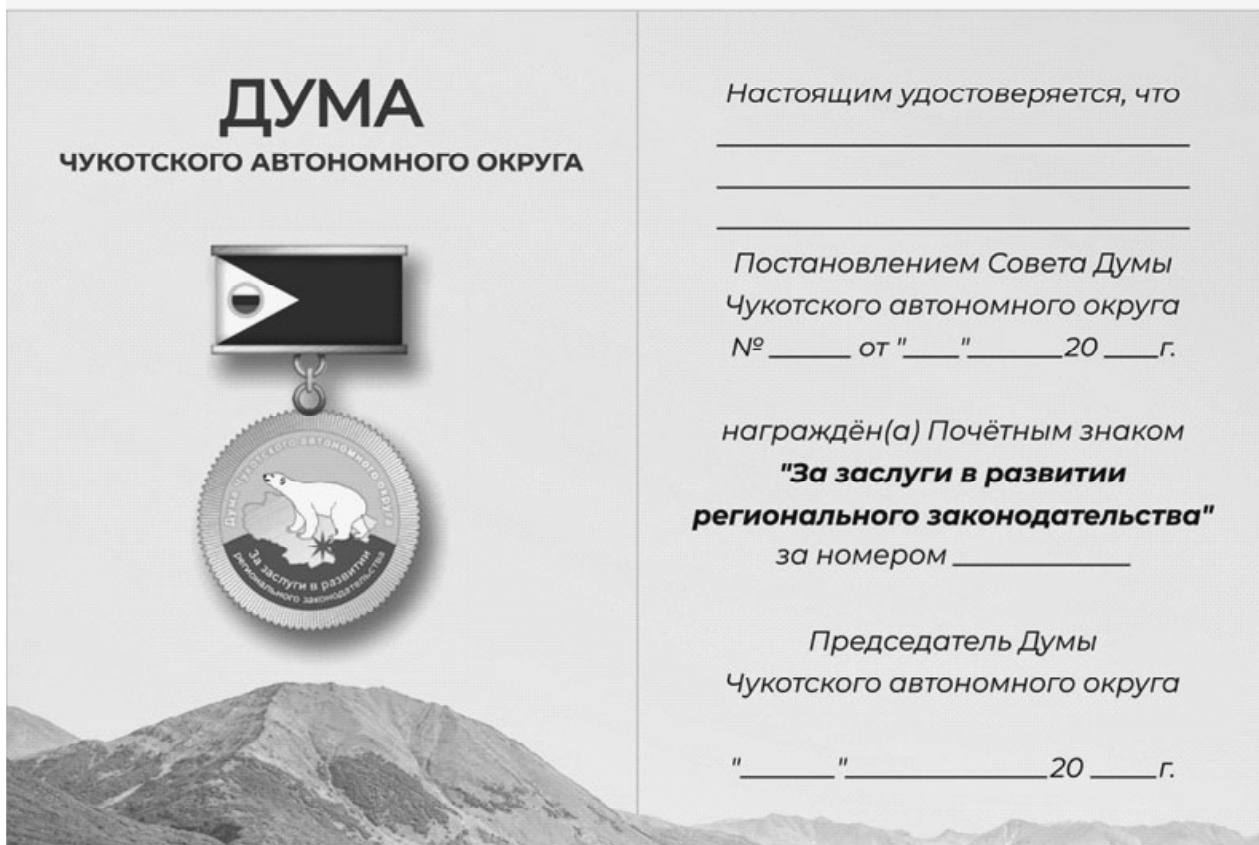 ДУМА
ЧУКОТСКОГО АВТОНОМНОГО ОКРУГА
Дума Чукотского автономного округа
За заслуги в развитии
регионального законодательства
Настоящим удостоверяется, что
Постановлением Совета Думы
Чукотского автономного округа
№ ______ от "____"_______20 ____г.
награждён(а) Почётным знаком
"За заслуги в развитии
регионального законодательства"
за номером _____________
Председатель Думы
Чукотского автономного округа
"_______"_______________20 _____г.